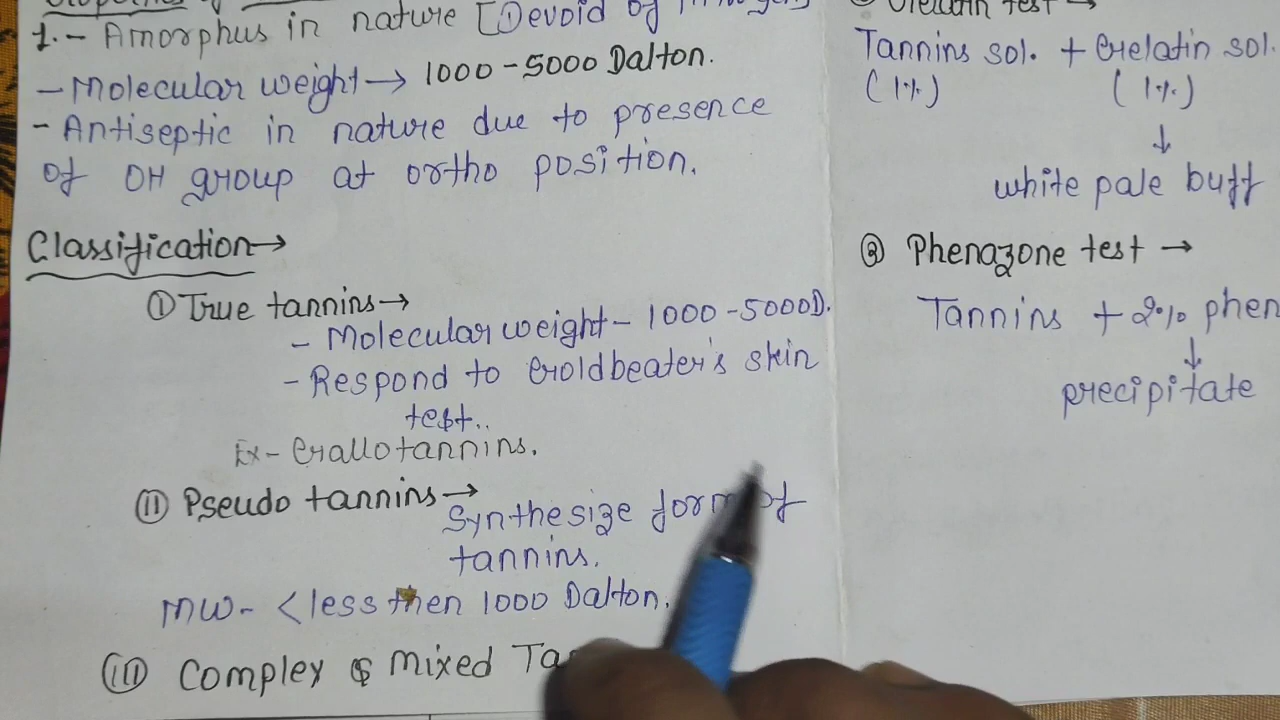 1.- Amorphus in nature [Devoid of
- Molecular weight → 1000 - 5000 Dalton.
- Antiseptic in nature due to presence
of OH group at ortho position.
Classification →
① True tannins →
- Molecular weight - 1000 - 5000D.
- Respond to Goldbeater's skin
test..
Ex - Gallotannins.
⑪ Pseudo tannins →
Synthesize form of
tannins.
MW - < less then 1000 Dalton.
(III) Complex & Mixed
Gelatin test →
Tannins sol. + Gelatin sol.
(1%) (1%)
↓
white pale buff
③ Phenazone test →
Tannins + 2% phen
↓
precipitate